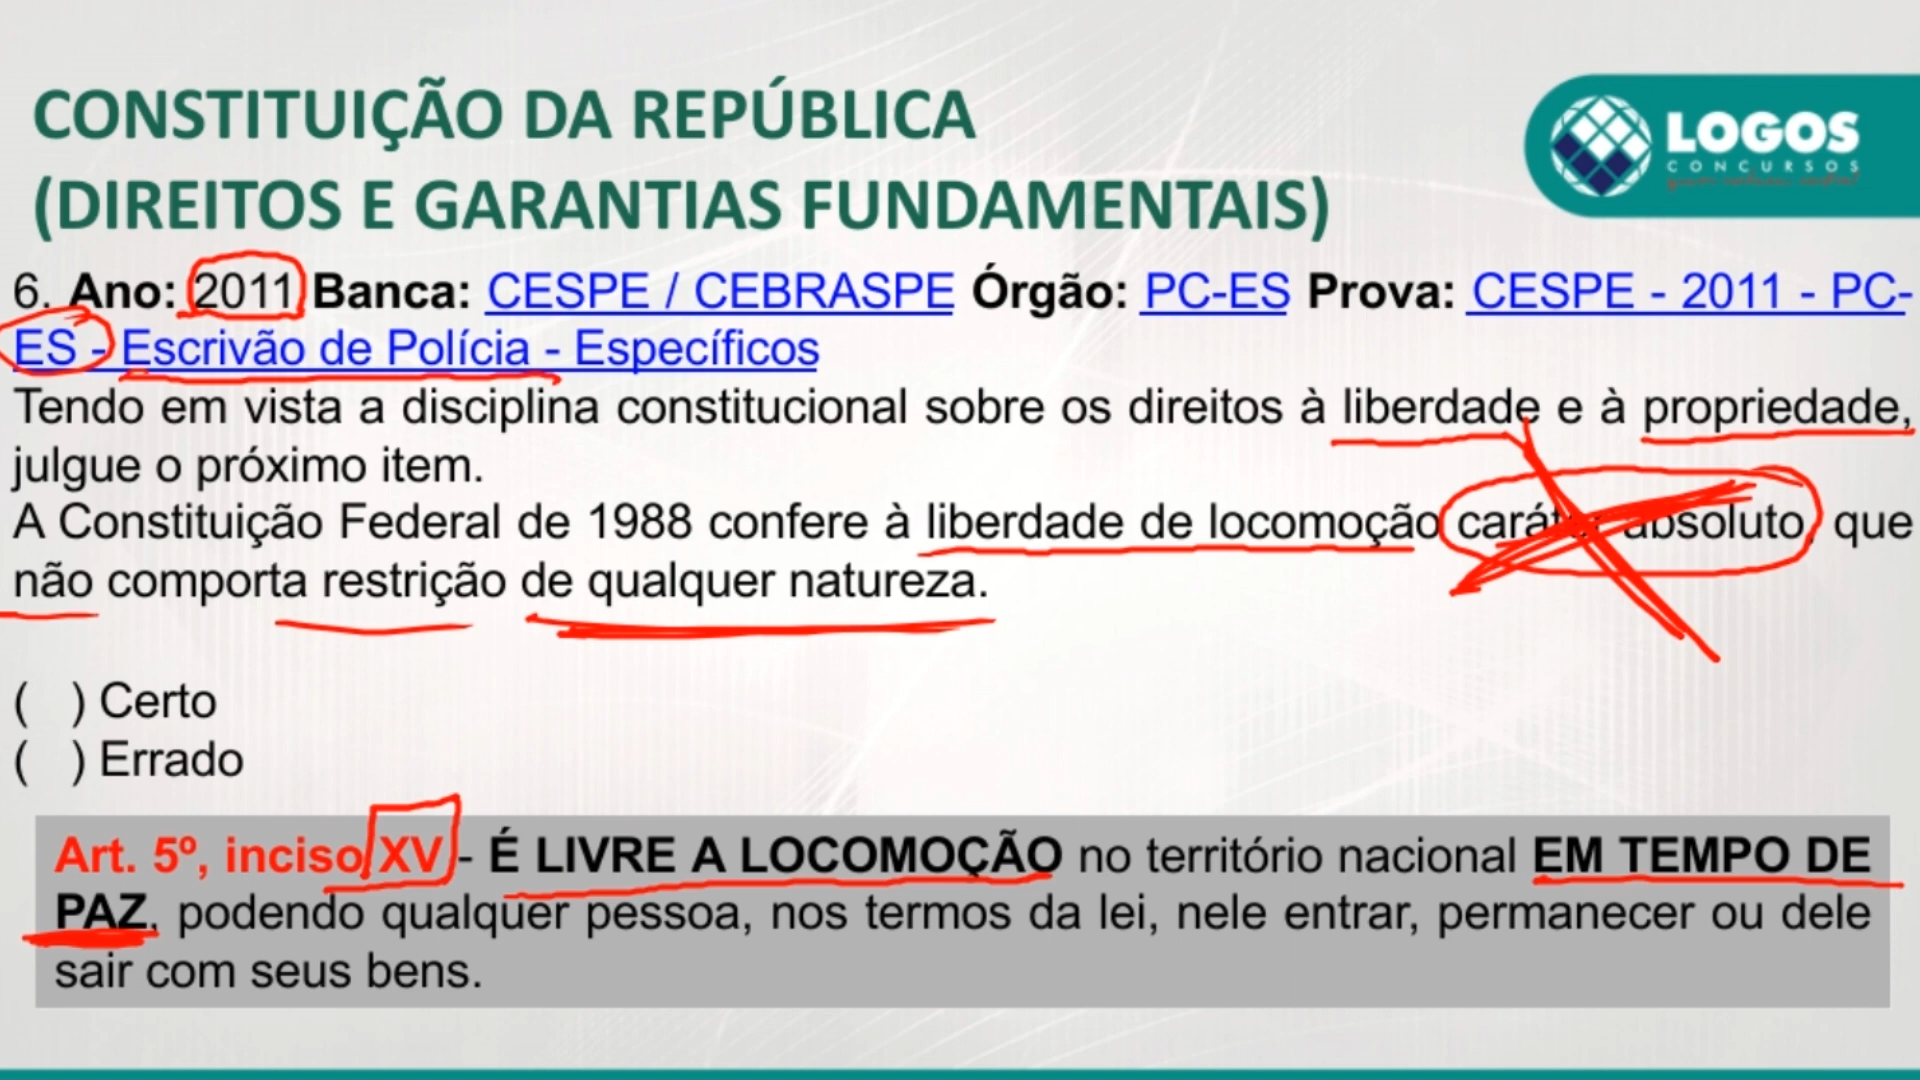 CONSTITUIÇÃO DA REPÚBLICA
(DIREITOS E GARANTIAS FUNDAMENTAIS)
LOGOS
CONCURSOS
6. Ano: 2011 Banca: CESPE / CEBRASPE Órgão: PC-ES Prova: CESPE - 2011 - PC-
ES - Escrivão de Polícia - Específicos
Tendo em vista a disciplina constitucional sobre os direitos à liberdade e à propriedade,
julgue o próximo item.
A Constituição Federal de 1988 confere à liberdade de locomoção caráter absoluto, que
não comporta restrição de qualquer natureza.
( ) Certo
( ) Errado
Art. 5º, inciso XV - É LIVRE A LOCOMOÇÃO no território nacional EM TEMPO DE
PAZ, podendo qualquer pessoa, nos termos da lei, nele entrar, permanecer ou dele
sair com seus bens.